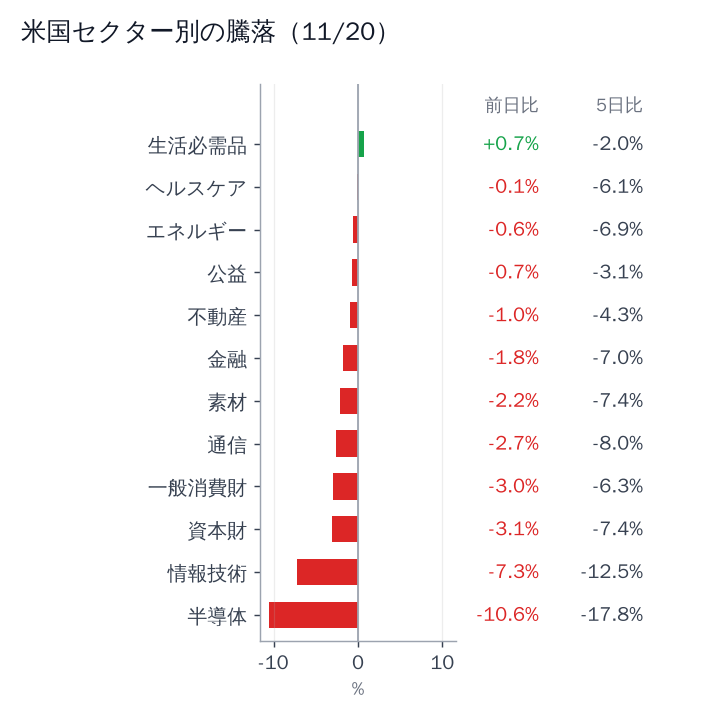 米国セクター別の騰落（11/20）
前日比 5日比
生活必需品 +0.7% -2.0%
ヘルスケア -0.1% -6.1%
エネルギー -0.6% -6.9%
公益 -0.7% -3.1%
不動産 -1.0% -4.3%
金融 -1.8% -7.0%
素材 -2.2% -7.4%
通信 -2.7% -8.0%
一般消費財 -3.0% -6.3%
資本財 -3.1% -7.4%
情報技術 -7.3% -12.5%
半導体 -10.6% -17.8%
-10 0 10
%